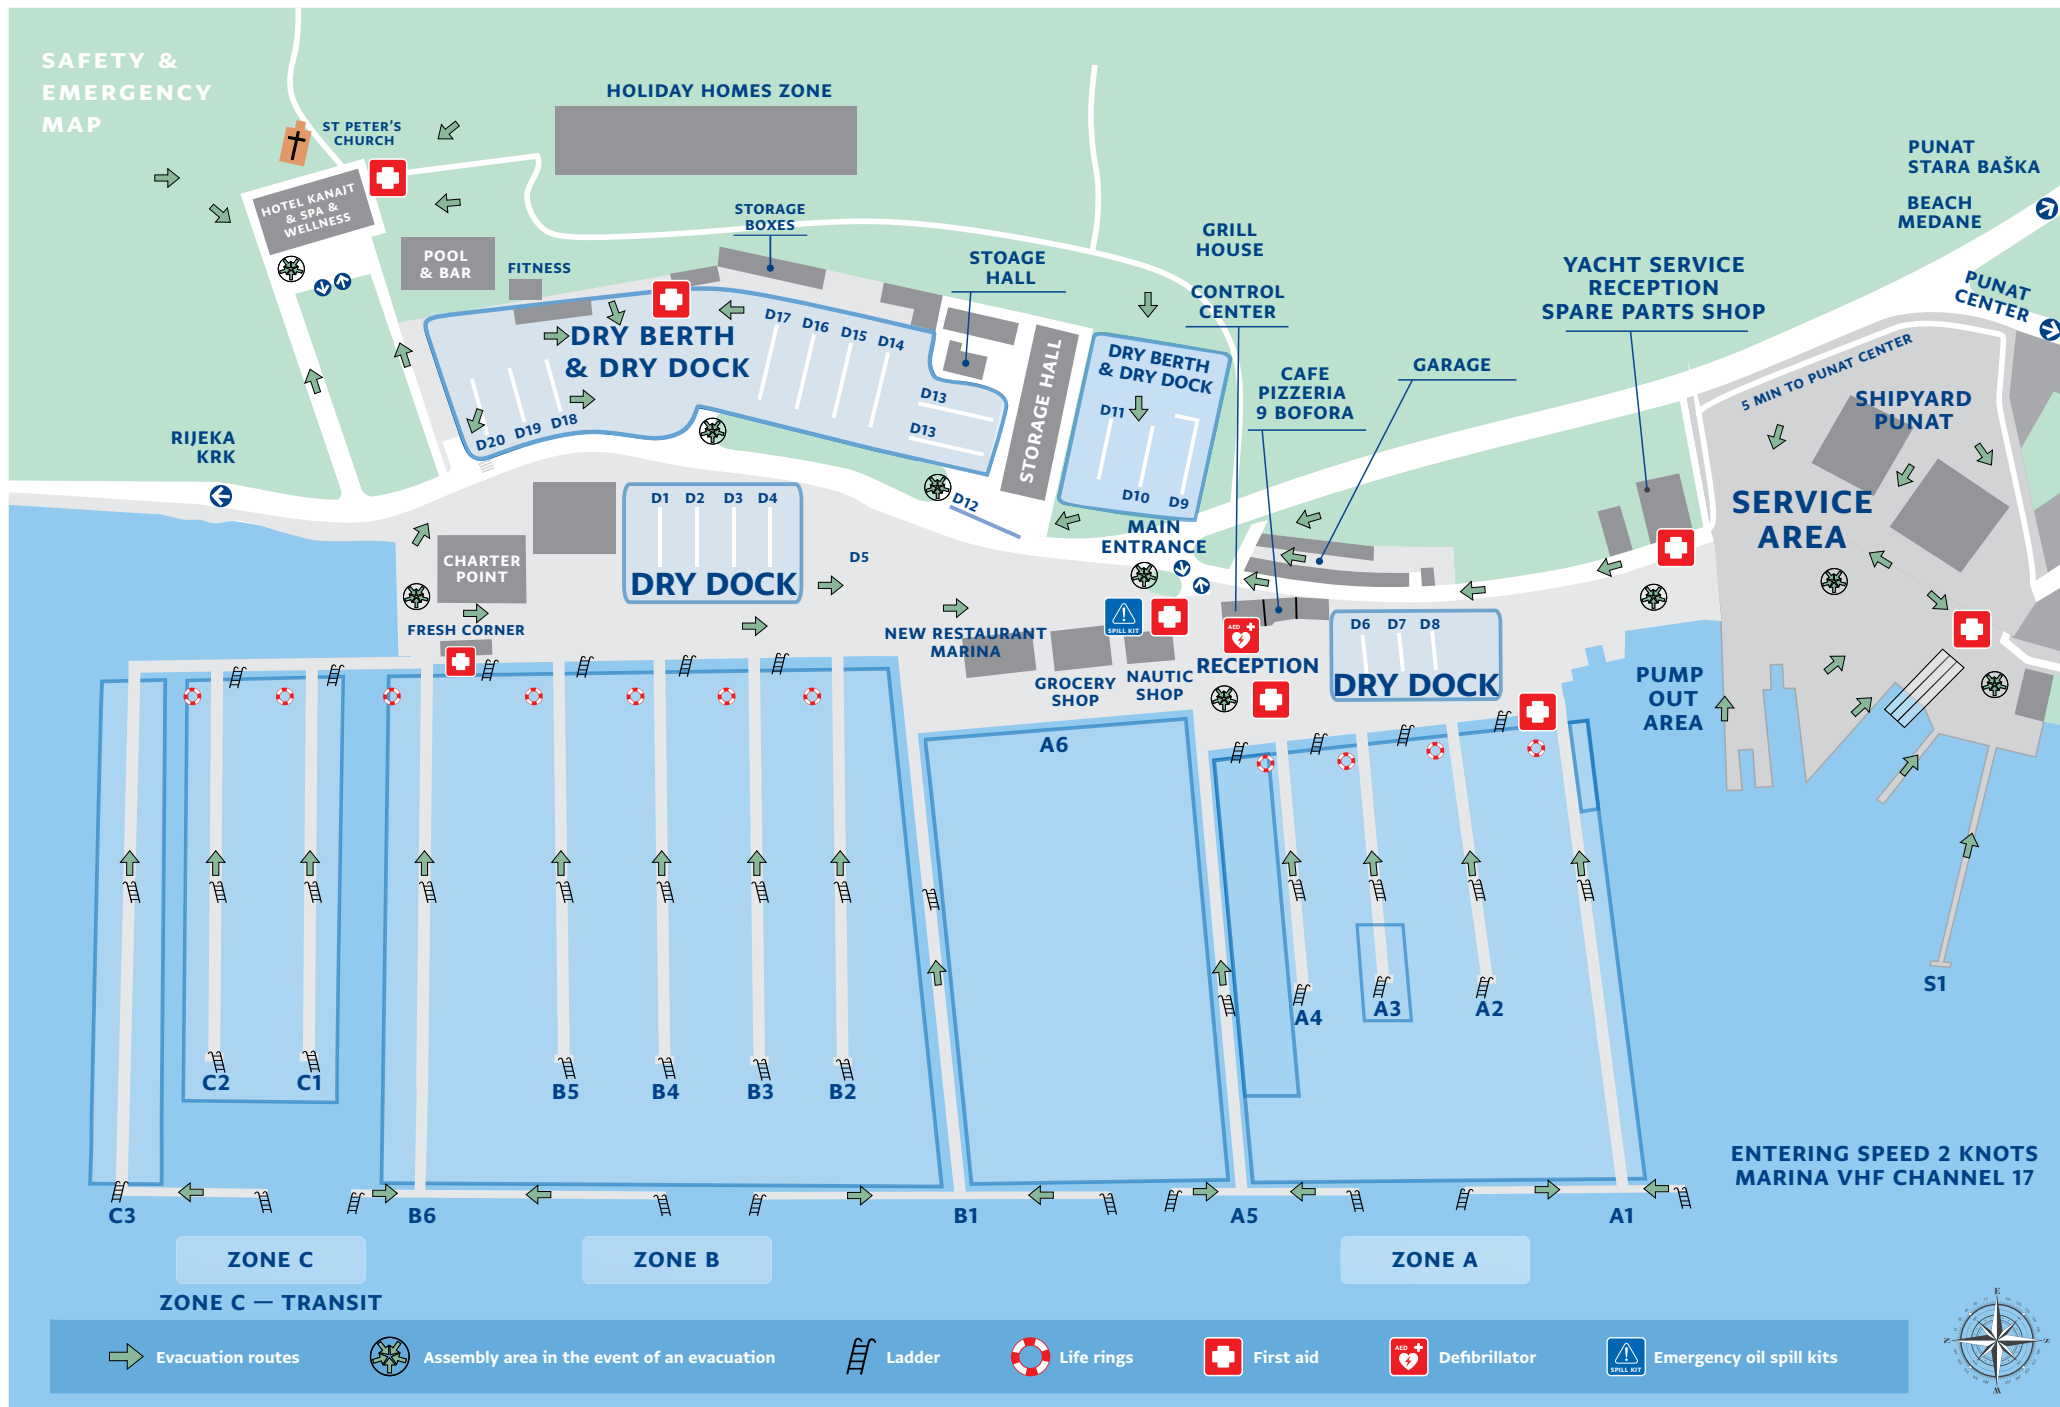 SAFETY &
EMERGENCY
MAP
HOLIDAY HOMES ZONE
ST PETER'S
CHURCH
HOTEL KANAJT
& SPA &
WELLNESS
POOL
& BAR
FITNESS
STORAGE
BOXES
STOAGE
HALL
GRILL
HOUSE
CONTROL
CENTER
YACHT SERVICE
RECEPTION
SPARE PARTS SHOP
PUNAT
STARA BAŠKA
BEACH
MEDANE
PUNAT
CENTER
5 MIN TO PUNAT CENTER
SHIPYARD
PUNAT
SERVICE
AREA
GARAGE
CAFE
PIZZERIA
9 BOFORA
DRY BERTH
& DRY DOCK
D17
D16
D15
D14
D13
D13
D20
D19
D18
STORAGE HALL
DRY BERTH
& DRY DOCK
D11
D10
D9
D12
RIJEKA
KRK
CHARTER
POINT
FRESH CORNER
D1
D2
D3
D4
DRY DOCK
D5
MAIN
ENTRANCE
SPILL KIT
AED
NEW RESTAURANT
MARINA
GROCERY
SHOP
NAUTIC
SHOP
RECEPTION
D6
D7
D8
DRY DOCK
PUMP
OUT
AREA
A6
A4
A3
A2
S1
C2
C1
B5
B4
B3
B2
C3
B6
B1
A5
A1
ENTERING SPEED 2 KNOTS
MARINA VHF CHANNEL 17
ZONE C
ZONE B
ZONE A
ZONE C — TRANSIT
Evacuation routes
Assembly area in the event of an evacuation
Ladder
Life rings
First aid
AED
Defibrillator
SPILL KIT
Emergency oil spill kits
E
N
S
W